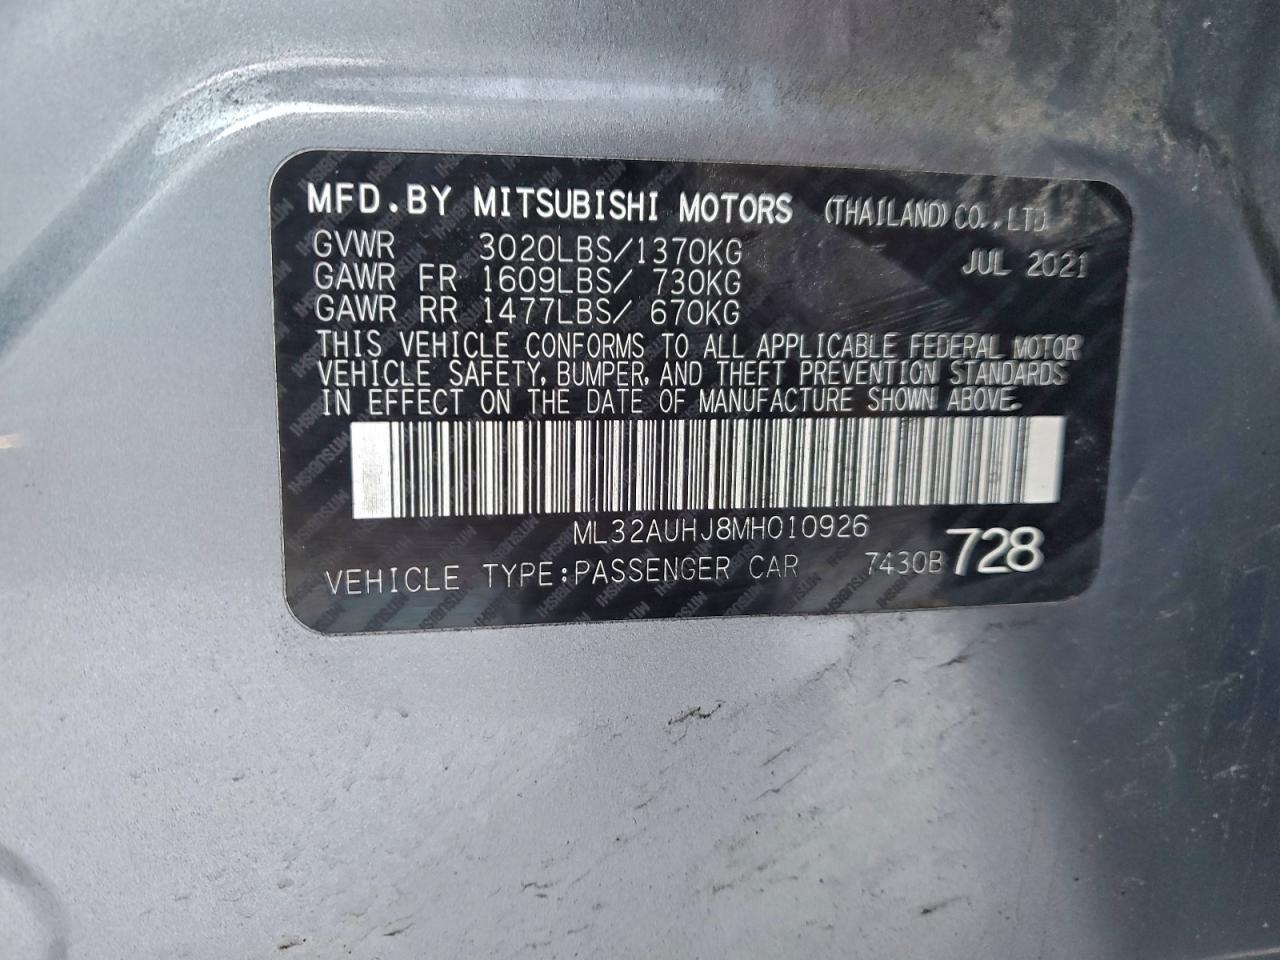 MFD.BY MITSUBISHI MOTORS (THAILAND)CO.,LTD.
GVWR 3020LBS/1370KG JUL 2021
GAWR FR 1609LBS/ 730KG
GAWR RR 1477LBS/ 670KG
THIS VEHICLE CONFORMS TO ALL APPLICABLE FEDERAL MOTOR
VEHICLE SAFETY, BUMPER, AND THEFT PREVENTION STANDARDS
IN EFFECT ON THE DATE OF MANUFACTURE SHOWN ABOVE.
ML32AUHJ8MH010926
VEHICLE TYPE:PASSENGER CAR 7430B728